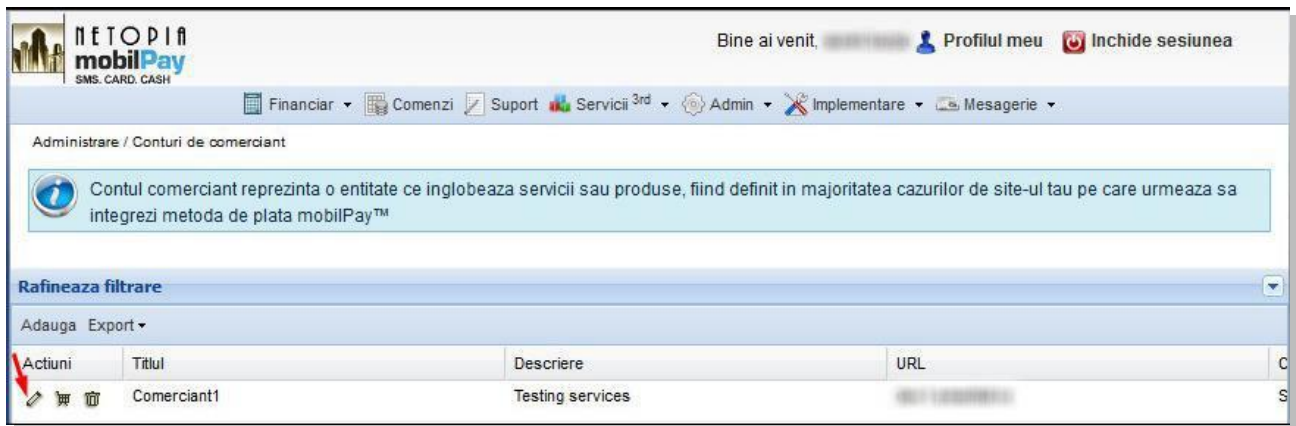 NETOPIA
mobilPay
SMS. CARD. CASH
Bine ai venit, Profilul meu Inchide sesiunea
Financiar Comenzi Suport Servicii 3rd Admin Implementare Mesagerie
Administrare / Conturi de comerciant
Contul comerciant reprezinta o entitate ce inglobeaza servicii sau produse, fiind definit in majoritatea cazurilor de site-ul tau pe care urmeaza sa
integrezi metoda de plata mobilPay™
Rafineaza filtrare
Adauga Export
Actiuni Titlul Descriere URL C
Comerciant1 Testing services S